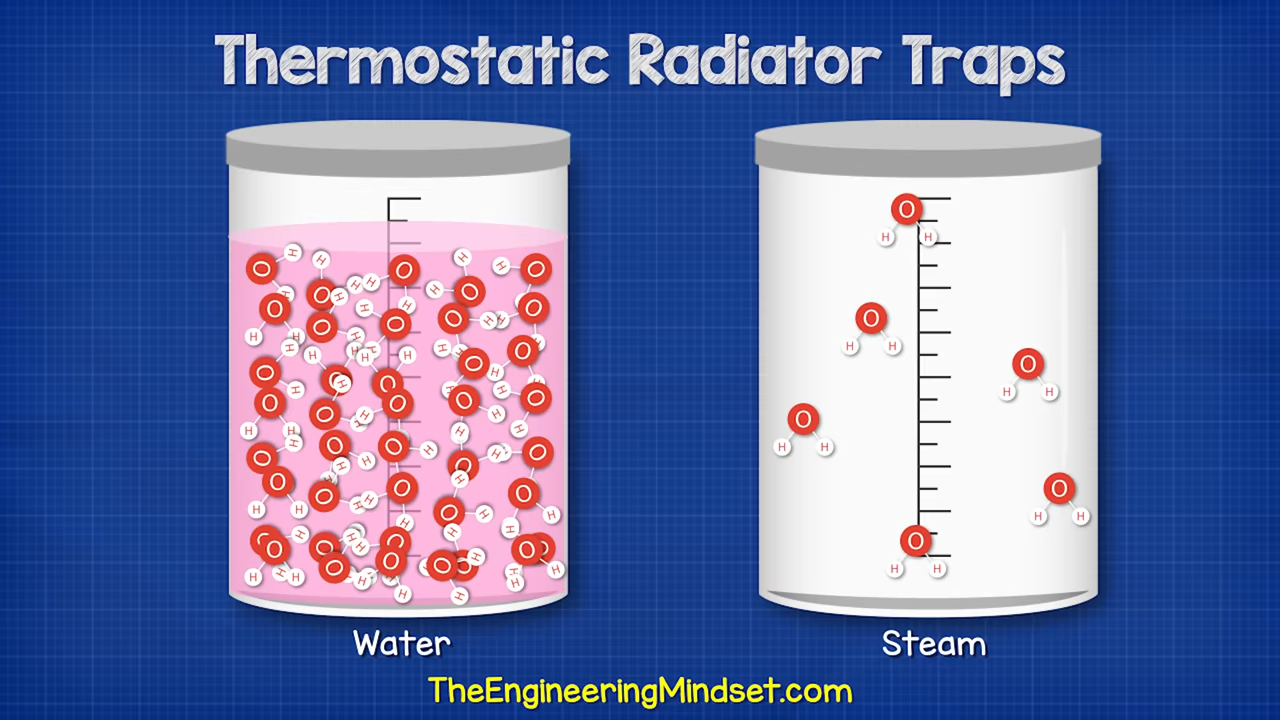 Thermostatic Radiator Traps
Water
Steam
TheEngineeringMindset.com